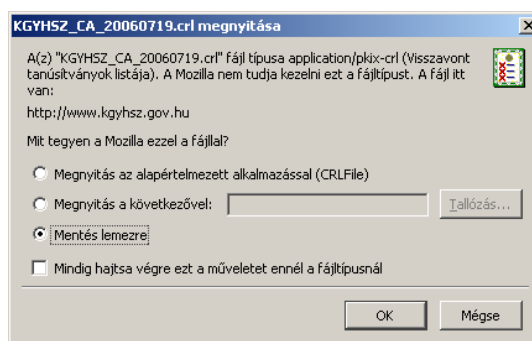 KGYHSZ_CA_20060719.crl megnyitása
A(z) "KGYHSZ_CA_20060719.crl" fájl típusa application/pkix-crl (Visszavont
tanúsítványok listája). A Mozilla nem tudja kezelni ezt a fájltípust. A fájl itt
van:
http://www.kgyhsz.gov.hu
Mit tegyen a Mozilla ezzel a fájllal?
Megnyitás az alapértelmezett alkalmazással (CRLFile)
Megnyitás a következővel:
Tallózás...
Mentés lemezre
Mindig hajtsa végre ezt a műveletet ennél a fájltípusnál
OK
Mégse